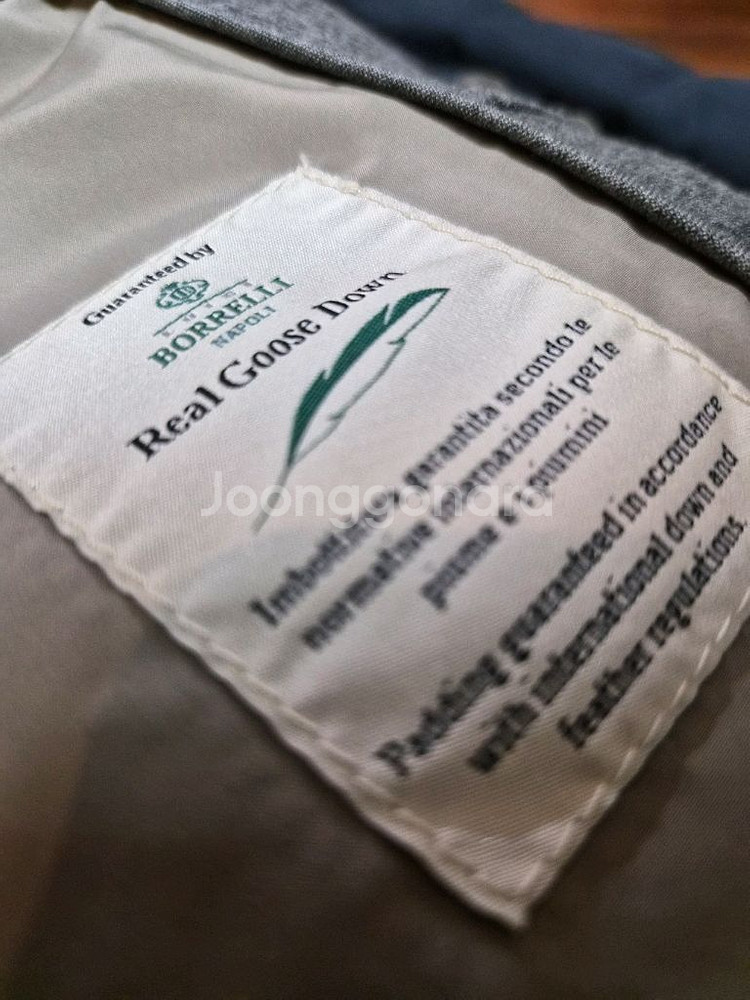 Guaranteed by
LUIGI
BORRELLI
NAPOLI
Real Goose Down
garantita secondo le
normative internazionali per le
piume e piumini
Padding guaranteed in accordance
with international down and
feather regulations.
Joonggonara